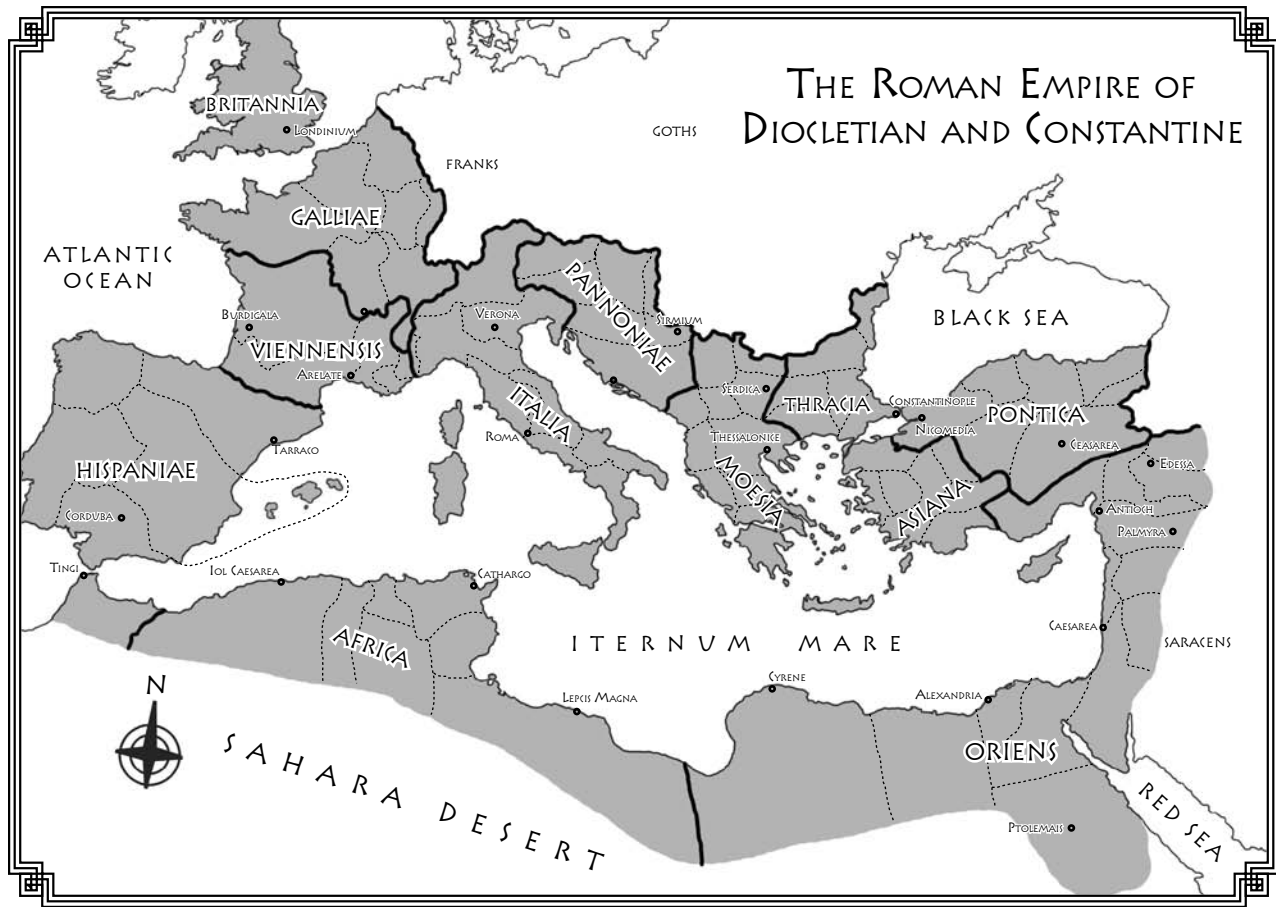 THE ROMAN EMPIRE OF
DIOCLETIAN AND CONSTANTINE
BRITANNIA
LONDINIUM
GOTHS
FRANKS
GALLIAE
ATLANTIC
OCEAN
PANNONIAE
BURDIGALA
VERONA
SIRMIUM
BLACK SEA
VIENNENSIS
ARELATE
SERDICA
ITALIA
THRACIA
CONSTANTINOPLE
PONTICA
NICOMEDIA
ROMA
THESSALONICE
TARRACO
CEASAREA
HISPANIAE
EDESSA
MOESIA
ASIANA
CORDUBA
ANTIOCH
PALMYRA
TINGI
IOL CAESAREA
CATHARGO
CAESAREA
AFRICA
ITERNUM MARE
SARACENS
CYRENE
N
LEPCIS MAGNA
ALEXANDRIA
ORIENS
SAHARA DESERT
RED SEA
PTOLEMAIS